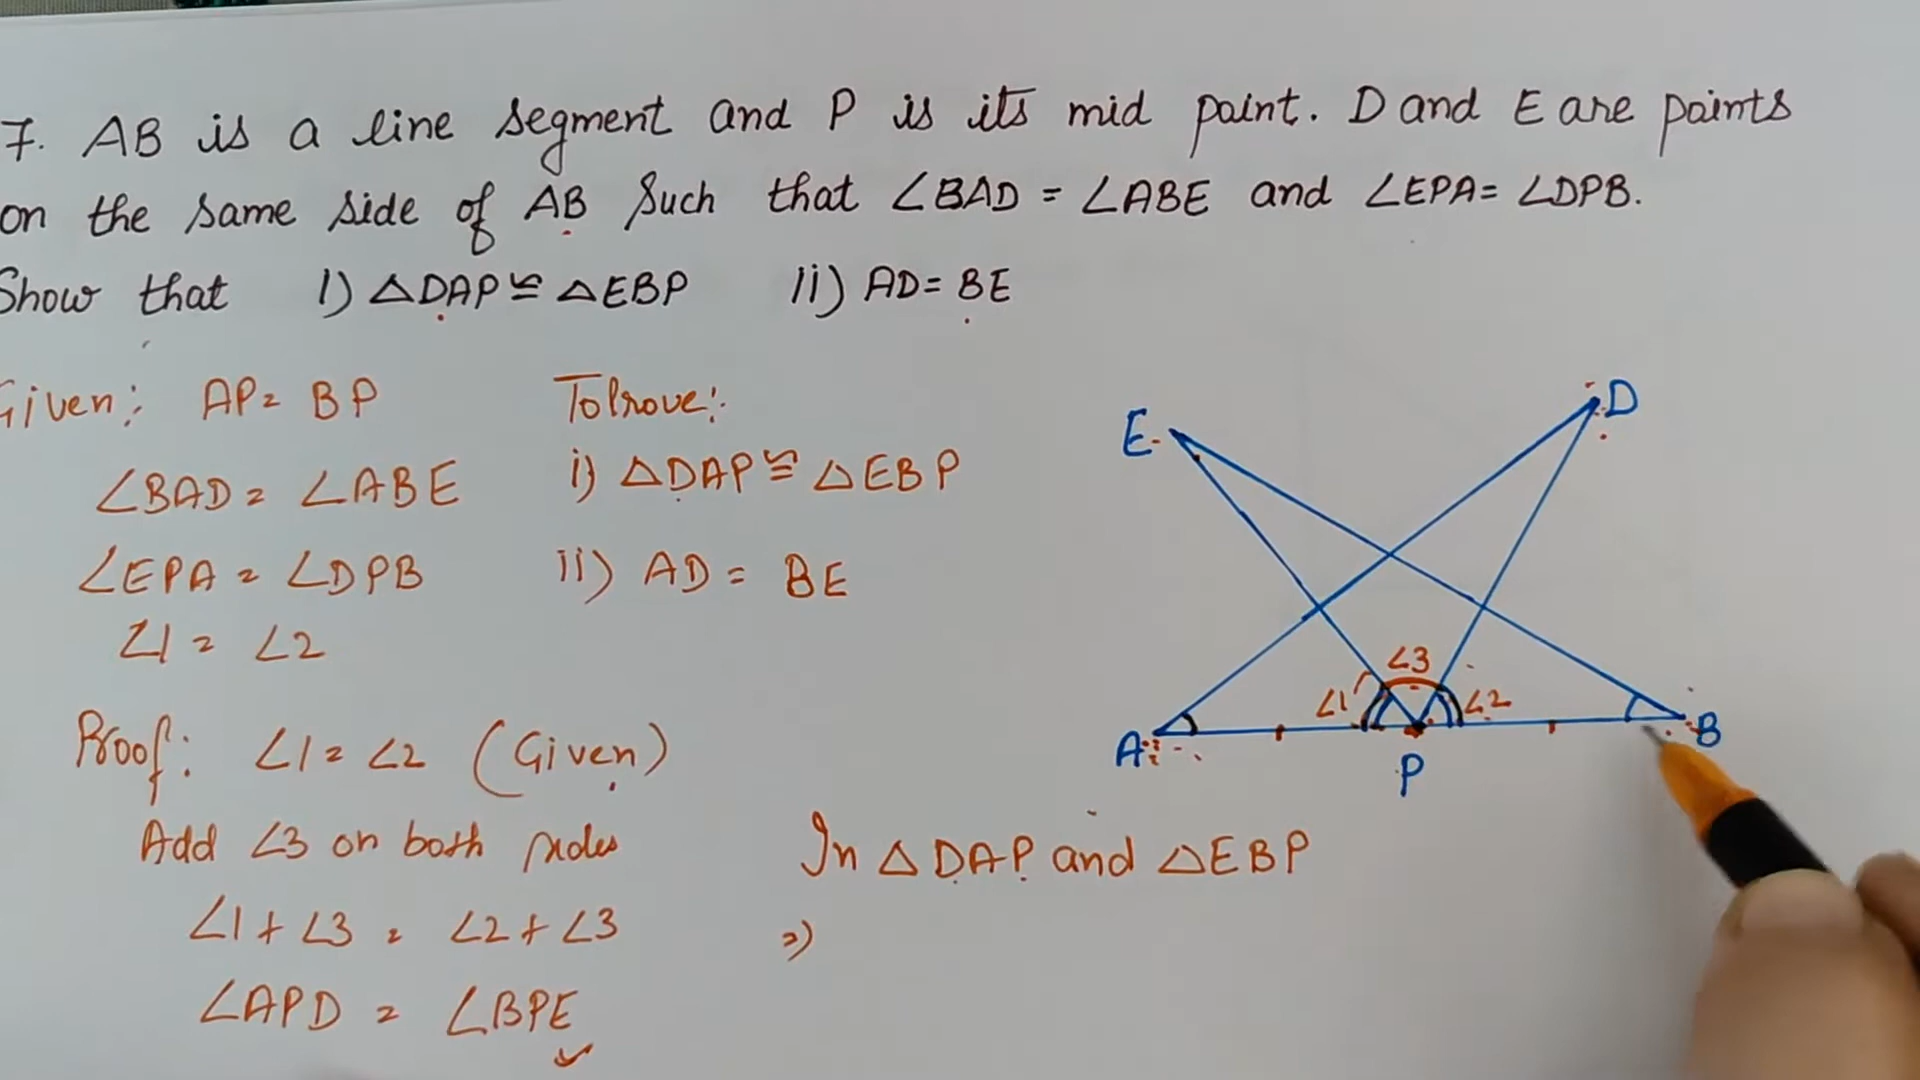 7. AB is a line segment and P is its mid point. D and E are points
on the same side of AB Such that ∠BAD = ∠ABE and ∠EPA = ∠DPB.
Show that I) △DAP ≅ △EBP II) AD = BE
Given: AP = BP
∠BAD = ∠ABE
∠EPA = ∠DPB
∠1 = ∠2
To Prove:
i) △DAP ≅ △EBP
ii) AD = BE
E
D
∠3
∠1
∠2
A
P
B
Proof: ∠1 = ∠2 (Given)
Add ∠3 on both sides
∠1 + ∠3 = ∠2 + ∠3
∠APD = ∠BPE
In △DAP and △EBP
⇒)